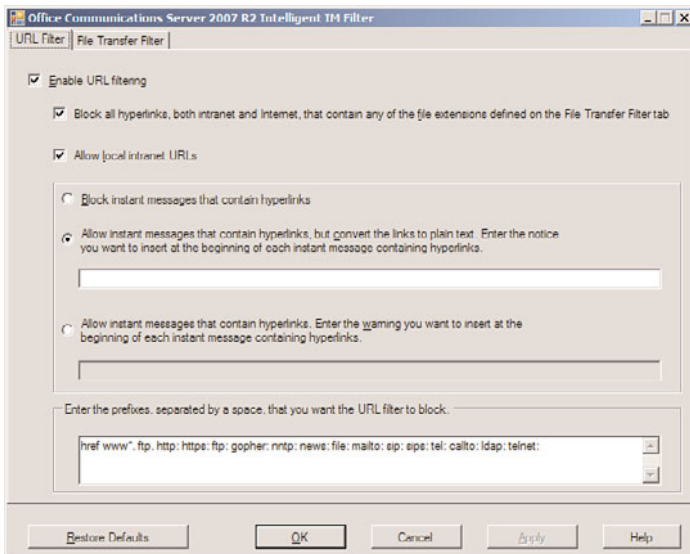 Office Communications Server 2007 R2 Intelligent IM Filter
URL Filter
File Transfer Filter
Enable URL filtering
Block all hyperlinks, both intranet and Internet, that contain any of the file extensions defined on the File Transfer Filter tab
Allow local intranet URLs
Block instant messages that contain hyperlinks
Allow instant messages that contain hyperlinks, but convert the links to plain text. Enter the notice
you want to insert at the beginning of each instant message containing hyperlinks.
Allow instant messages that contain hyperlinks. Enter the warning you want to insert at the
beginning of each instant message containing hyperlinks.
Enter the prefixes, separated by a space, that you want the URL filter to block.
href www*. ftp. http: https: ftp: gopher: nntp: news: file: mailto: sip: sips: tel: callto: ldap: telnet:
Restore Defaults
OK
Cancel
Apply
Help